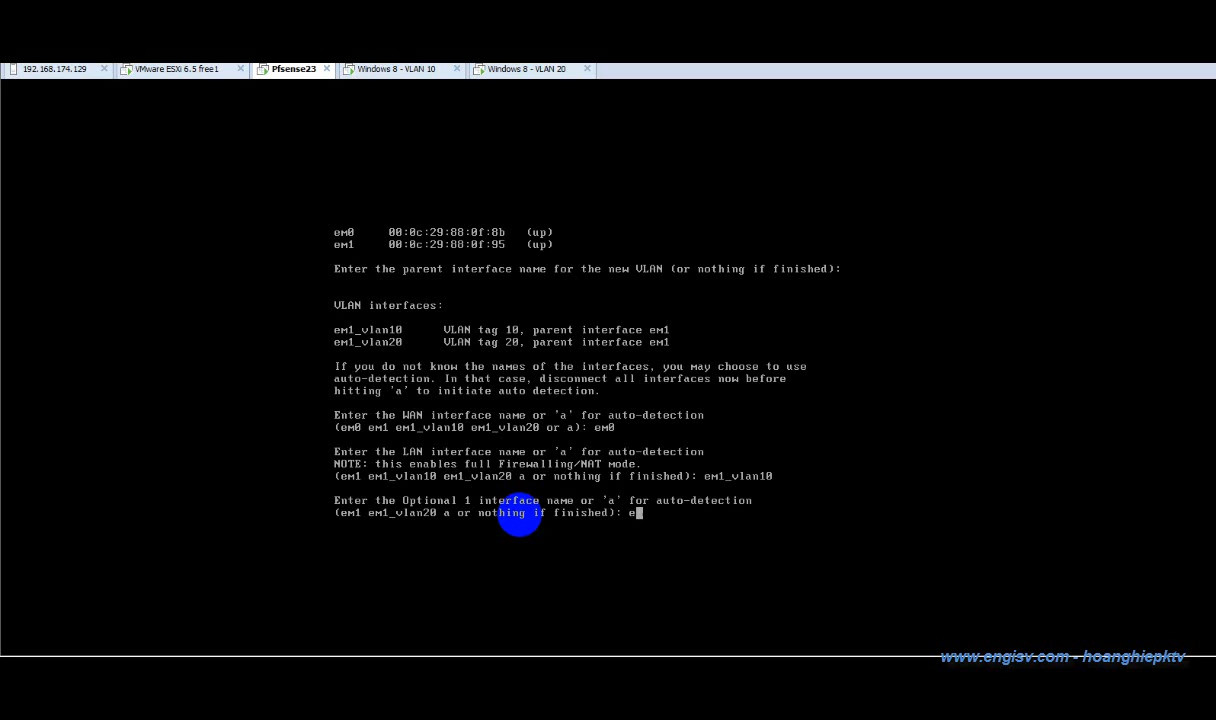 192.168.174.129
VMware ESXi 6.5 free1
Pfsense23
Windows 8 - VLAN 10
Windows 8 - VLAN 20
em0 00:0c:29:88:0f:8b (up)
em1 00:0c:29:88:0f:95 (up)
Enter the parent interface name for the new VLAN (or nothing if finished):
VLAN interfaces:
em1_vlan10 VLAN tag 10, parent interface em1
em1_vlan20 VLAN tag 20, parent interface em1
If you do not know the names of the interfaces, you may choose to use
auto-detection. In that case, disconnect all interfaces now before
hitting 'a' to initiate auto detection.
Enter the WAN interface name or 'a' for auto-detection
(em0 em1 em1_vlan10 em1_vlan20 or a): em0
Enter the LAN interface name or 'a' for auto-detection
NOTE: this enables full Firewalling/NAT mode.
(em1 em1_vlan10 em1_vlan20 a or nothing if finished): em1_vlan10
Enter the Optional 1 interface name or 'a' for auto-detection
(em1 em1_vlan20 a or nothing if finished): e
www.engisv.com - hoanghiepktv